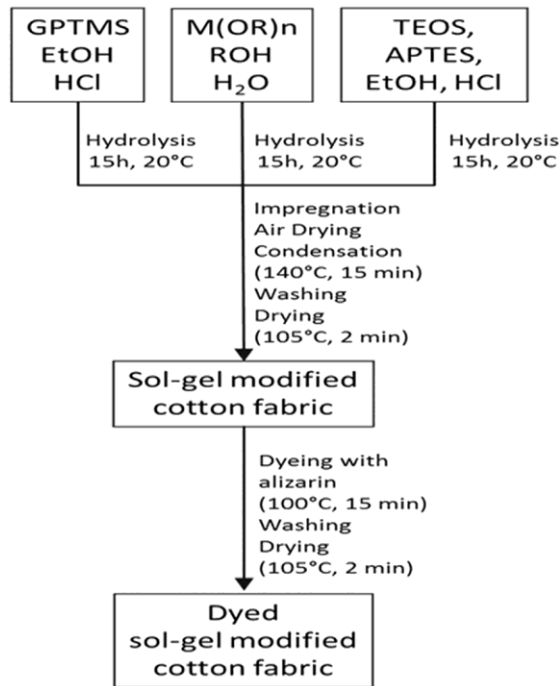 GPTMS
EtOH
HCl
M(OR)n
ROH
H₂O
TEOS,
APTES,
EtOH, HCl
Hydrolysis
15h, 20°C
Hydrolysis
15h, 20°C
Hydrolysis
15h, 20°C
Impregnation
Air Drying
Condensation
(140°C, 15 min)
Washing
Drying
(105°C, 2 min)
Sol-gel modified
cotton fabric
Dyeing with
alizarin
(100°C, 15 min)
Washing
Drying
(105°C, 2 min)
Dyed
sol-gel modified
cotton fabric